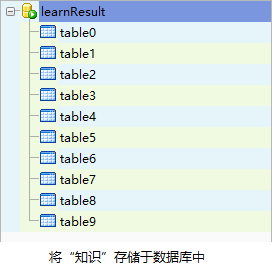 learnResult
table0
table1
table2
table3
table4
table5
table6
table7
table8
table9
将“知识”存储于数据库中